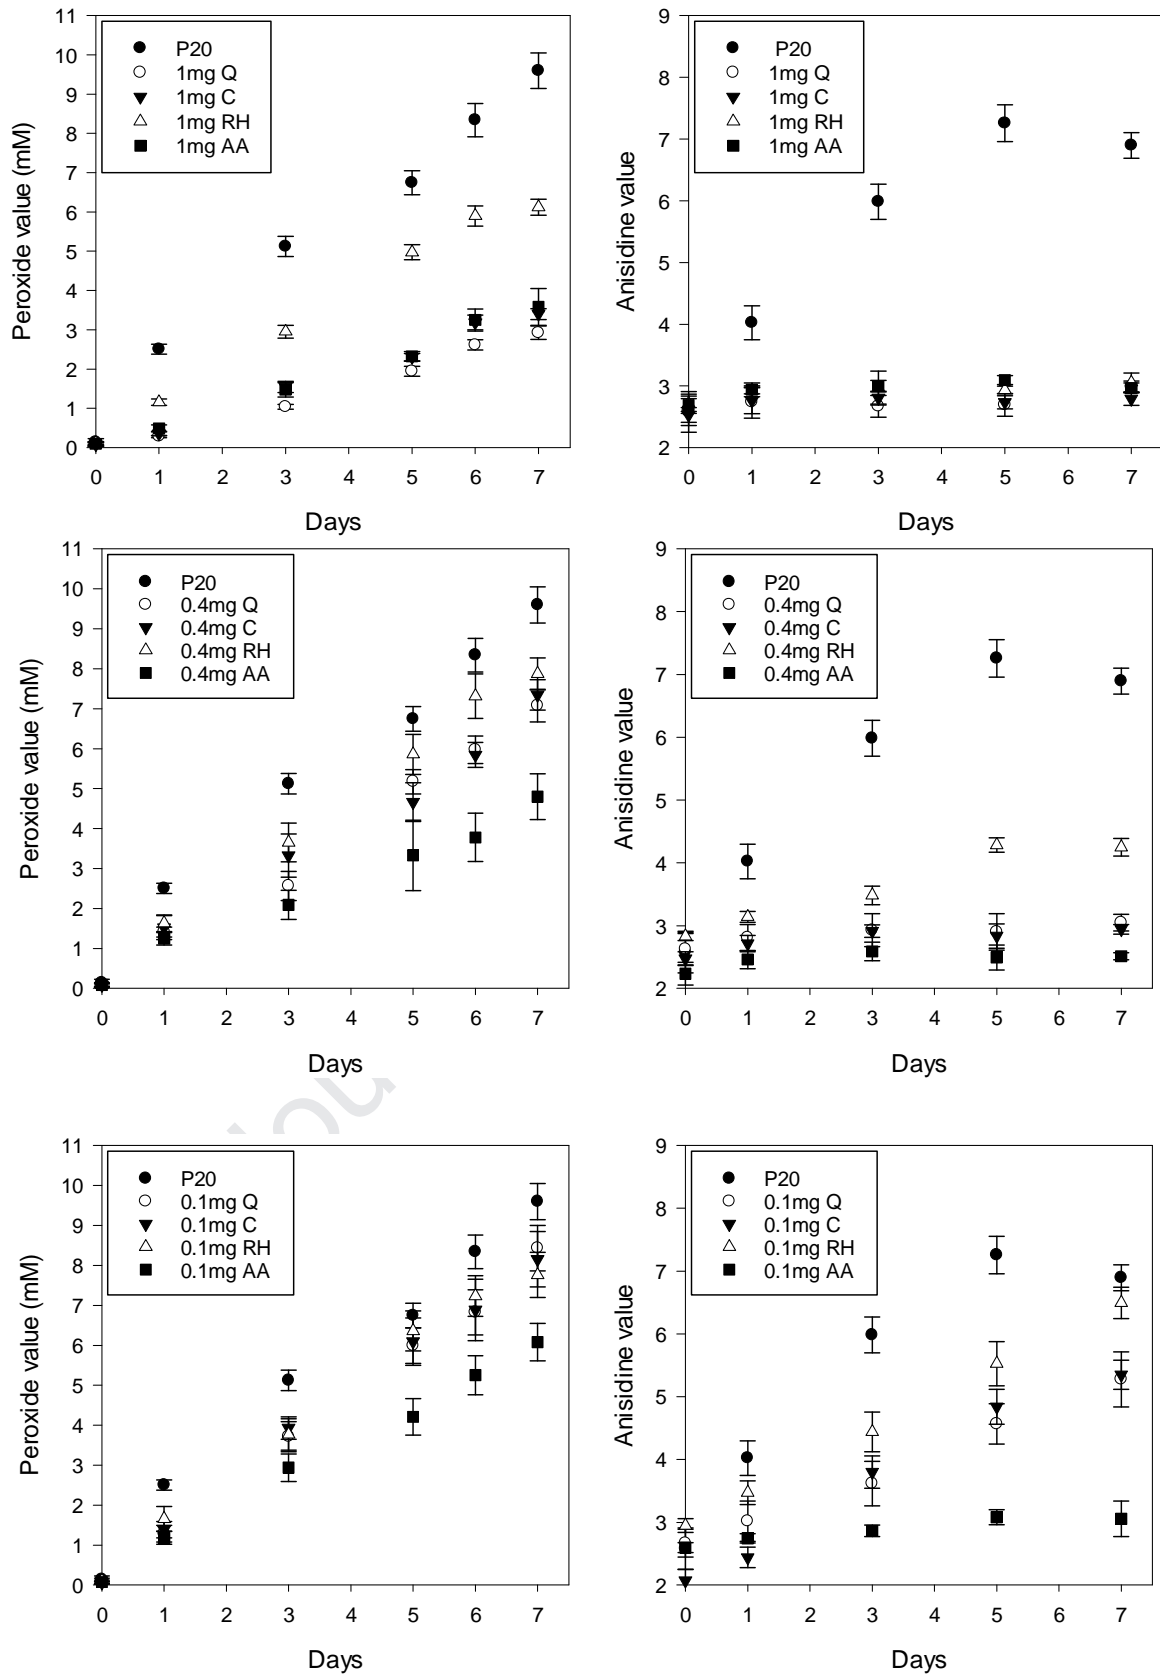 11
10
9
8
7
6
5
4
3
2
1
0
Peroxide value (mM)
P20
1mg Q
1mg C
1mg RH
1mg AA
0 1 2 3 4 5 6 7
Days
9
8
7
6
5
4
3
2
Anisidine value
P20
1mg Q
1mg C
1mg RH
1mg AA
0 1 2 3 4 5 6 7
Days
11
10
9
8
7
6
5
4
3
2
1
0
Peroxide value (mM)
P20
0.4mg Q
0.4mg C
0.4mg RH
0.4mg AA
0 1 2 3 4 5 6 7
Days
9
8
7
6
5
4
3
2
Anisidine value
P20
0.4mg Q
0.4mg C
0.4mg RH
0.4mg AA
0 1 2 3 4 5 6 7
Days
11
10
9
8
7
6
5
4
3
2
1
0
Peroxide value (mM)
P20
0.1mg Q
0.1mg C
0.1mg RH
0.1mg AA
0 1 2 3 4 5 6 7
Days
9
8
7
6
5
4
3
2
Anisidine value
P20
0.1mg Q
0.1mg C
0.1mg RH
0.1mg AA
0 1 2 3 4 5 6 7
Days